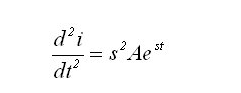 d²i/dt² = s²Ae^{st}